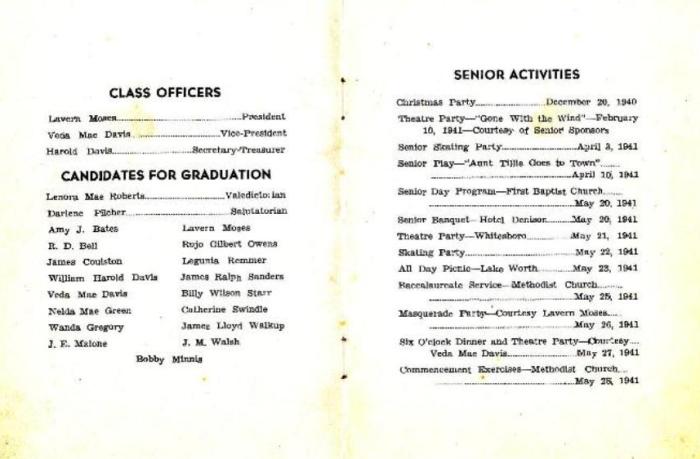 CLASS OFFICERS
Lavern Moses President
Veda Mae Davis Vice-President
Harold Davis Secretary-Treasurer
CANDIDATES FOR GRADUATION
Lenora Mae Roberts Valedictorian
Darlene Pilcher Salutatorian
Amy J. Bates
R. D. Bell
James Coulston
William Harold Davis
Veda Mae Davis
Nelda Mae Green
Wanda Gregory
J. E. Malone
Lavern Moses
Rojo Gilbert Owens
Legunia Remmer
James Ralph Sanders
Billy Wilson Starr
Catherine Swindle
James Lloyd Walkup
J. M. Walsh
Bobby Minnis
SENIOR ACTIVITIES
Christmas Party December 20, 1940
Theatre Party—"Gone With the Wind"—February
10, 1941—Courtesy of Senior Sponsors
Senior Skating Party April 3, 1941
Senior Play—"Aunt Tillie Goes to Town"
April 10, 1941
Senior Day Program—First Baptist Church
May 20, 1941
Senior Banquet—Hotel Denison May 20, 1941
Theatre Party—Whitesboro May 21, 1941
Skating Party May 22, 1941
All Day Picnic—Lake Worth May 23, 1941
Baccalaureate Service—Methodist Church
May 25, 1941
Masquerade Party—Courtesy Lavern Moses
May 26, 1941
Six O'clock Dinner and Theatre Party—Courtesy
Veda Mae Davis May 27, 1941
Commencement Exercises—Methodist Church
May 28, 1941